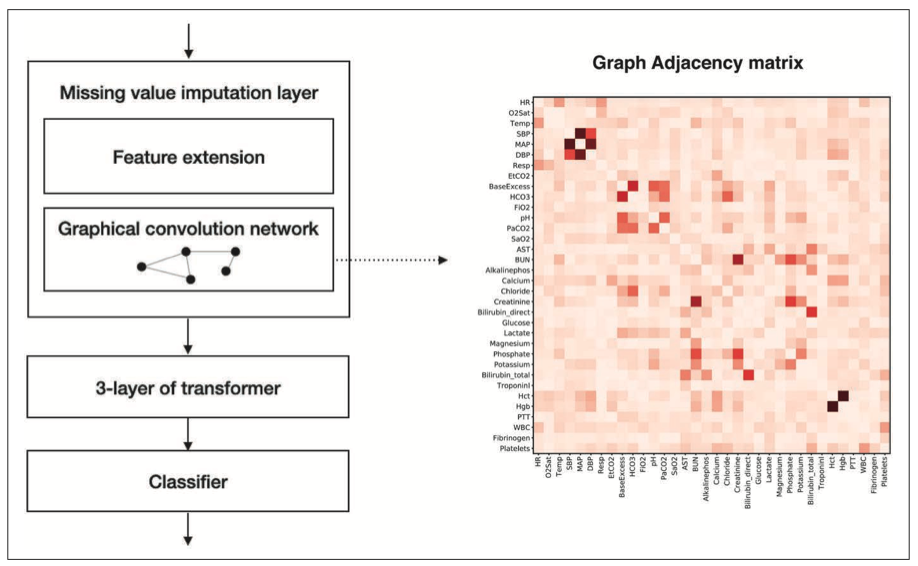 Missing value imputation layer
Feature extension
Graphical convolution network
3-layer of transformer
Classifier
Graph Adjacency matrix
HR
O2Sat
Temp
SBP
MAP
DBP
Resp
EtCO2
BaseExcess
HCO3
FiO2
pH
PaCO2
SaO2
AST
BUN
Alkalinephos
Calcium
Chloride
Creatinine
Bilirubin_direct
Glucose
Lactate
Magnesium
Phosphate
Potassium
Bilirubin_total
TroponinI
Hct
Hgb
PTT
WBC
Fibrinogen
Platelets
HR
O2Sat
Temp
SBP
MAP
DBP
Resp
EtCO2
BaseExcess
HCO3
FiO2
pH
PaCO2
SaO2
AST
BUN
Alkalinephos
Calcium
Chloride
Creatinine
Bilirubin_direct
Glucose
Lactate
Magnesium
Phosphate
Potassium
Bilirubin_total
TroponinI
Hct
Hgb
PTT
WBC
Fibrinogen
Platelets